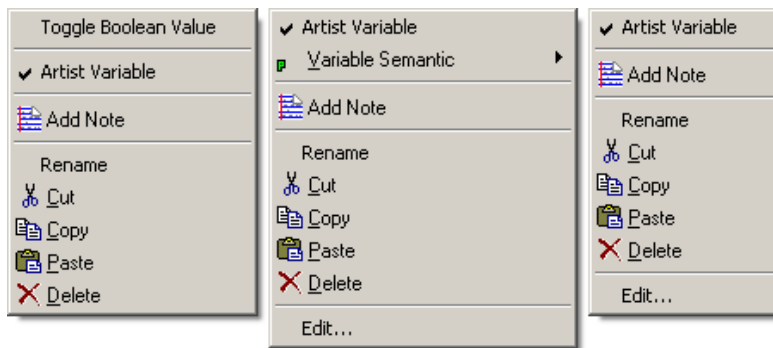 Toggle Boolean Value
Artist Variable
Add Note
Rename
Cut
Copy
Paste
Delete
Artist Variable
Variable Semantic
Add Note
Rename
Cut
Copy
Paste
Delete
Edit...
Artist Variable
Add Note
Rename
Cut
Copy
Paste
Delete
Edit...